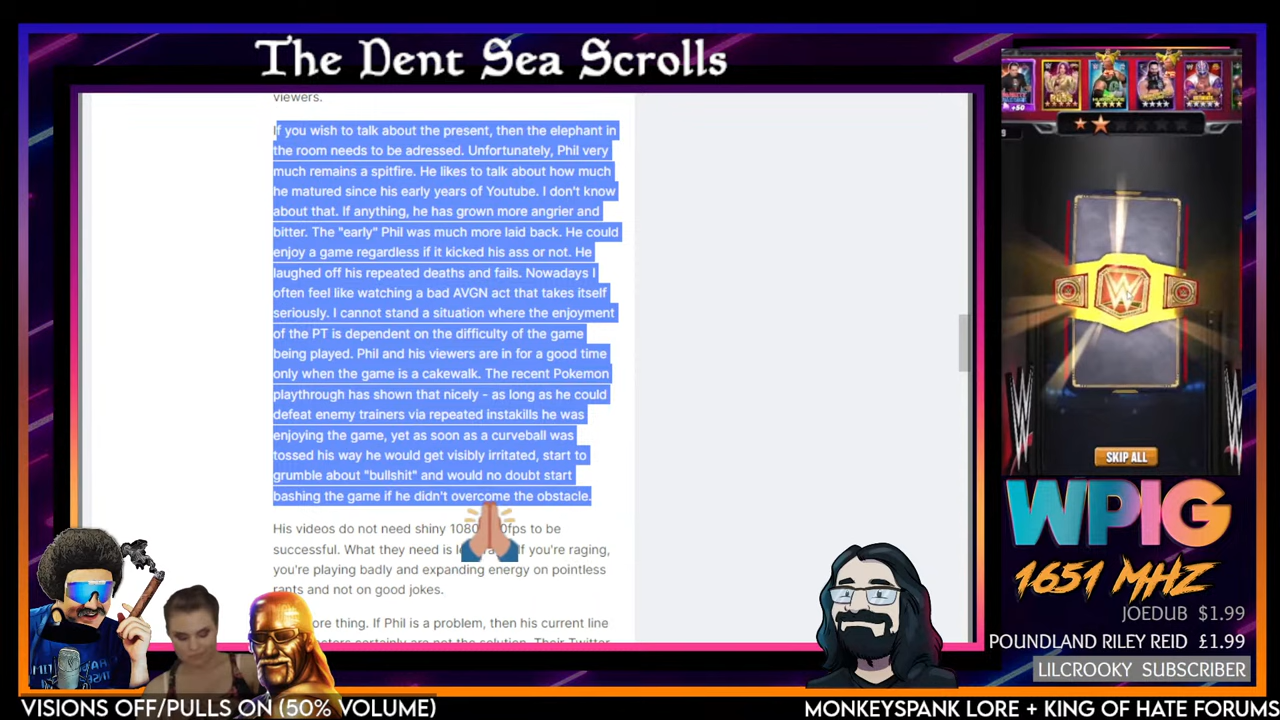 The Dent Sea Scrolls
viewers.
If you wish to talk about the present, then the elephant in
the room needs to be adressed. Unfortunately, Phil very
much remains a spitfire. He likes to talk about how much
he matured since his early years of Youtube. I don't know
about that. If anything, he has grown more angrier and
bitter. The "early" Phil was much more laid back. He could
enjoy a game regardless if it kicked his ass or not. He
laughed off his repeated deaths and fails. Nowadays I
often feel like watching a bad AVGN act that takes itself
seriously. I cannot stand a situation where the enjoyment
of the PT is dependent on the difficulty of the game
being played. Phil and his viewers are in for a good time
only when the game is a cakewalk. The recent Pokemon
playthrough has shown that nicely - as long as he could
defeat enemy trainers via repeated instakills he was
enjoying the game, yet as soon as a curveball was
tossed his way he would get visibly irritated, start to
grumble about "bullshit" and would no doubt start
bashing the game if he didn't overcome the obstacle.
His videos do not need shiny 1080 0fps to be
successful. What they need is If you're raging,
you're playing badly and expanding energy on pointless
rants and not on good jokes.
ore thing. If Phil is a problem, then his current line
certainly are not the solution. Their Twitter
+50
SKIP ALL
WPIG
1651 MHZ
JOEDUB $1.99
POUNDLAND RILEY REID £1.99
LILCROOKY SUBSCRIBER
VISIONS OFF/PULLS ON (50% VOLUME)
MONKEYSPANK LORE + KING OF HATE FORUMS